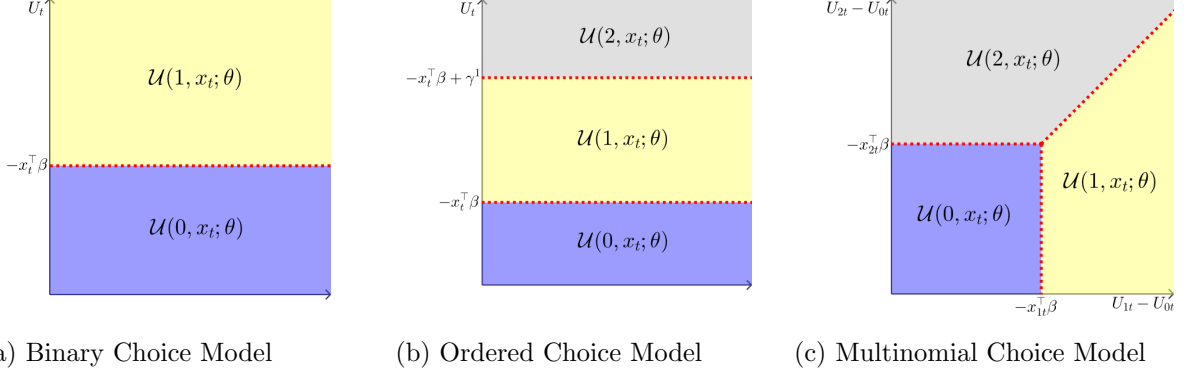 U_t
𝒰(1, x_t; θ)
−x_t^⊤β
𝒰(0, x_t; θ)
U_t
𝒰(2, x_t; θ)
−x_t^⊤β + γ^1
𝒰(1, x_t; θ)
−x_t^⊤β
𝒰(0, x_t; θ)
U_{2t} − U_{0t}
𝒰(2, x_t; θ)
−x_{2t}^⊤β
𝒰(1, x_t; θ)
𝒰(0, x_t; θ)
−x_{1t}^⊤β
U_{1t} − U_{0t}
) Binary Choice Model
(b) Ordered Choice Model
(c) Multinomial Choice Model